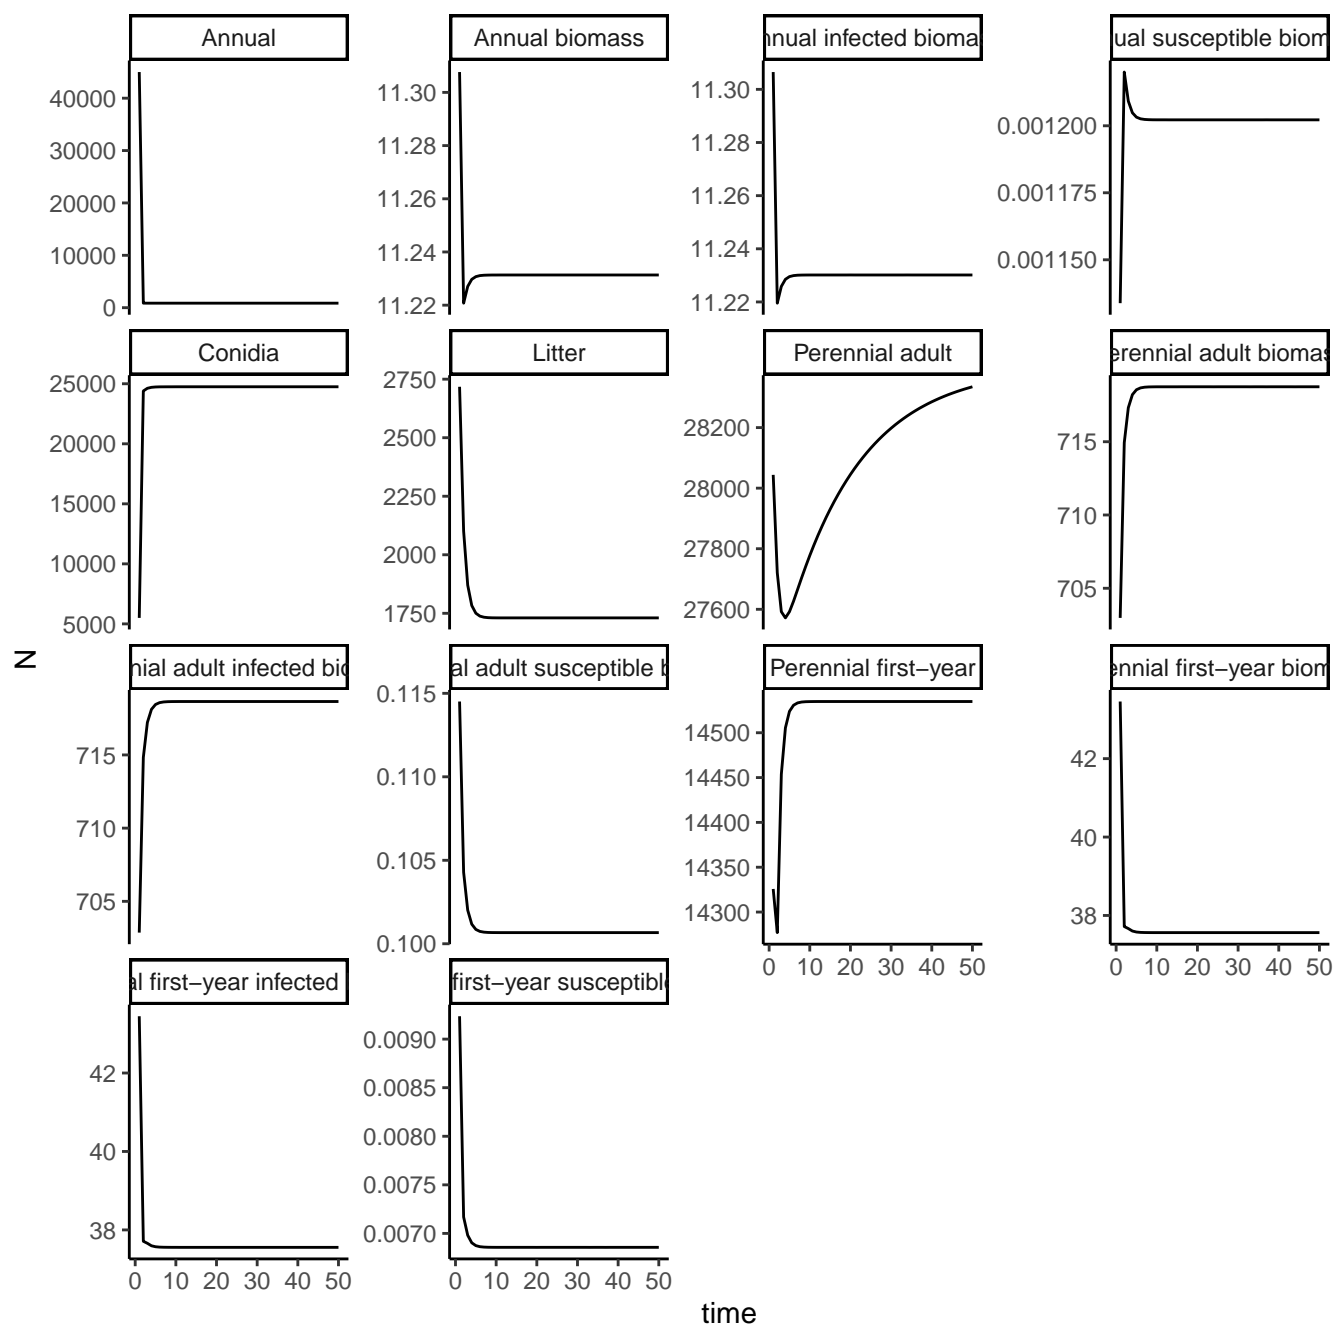 Annual
Annual biomass
nnual infected biomas
ual susceptible biom
40000
30000
20000
10000
0
11.30
11.28
11.26
11.24
11.22
11.30
11.28
11.26
11.24
11.22
0.001200
0.001175
0.001150
Conidia
Litter
Perennial adult
erennial adult biomas
25000
20000
15000
10000
5000
2750
2500
2250
2000
1750
28200
28000
27800
27600
715
710
705
N
nial adult infected bio
al adult susceptible b
Perennial first−year
ennial first−year biom
715
710
705
0.115
0.110
0.105
0.100
14500
14450
14400
14350
14300
42
40
38
0 10 20 30 40 50
0 10 20 30 40 50
al first−year infected
first−year susceptible
42
40
38
0.0090
0.0085
0.0080
0.0075
0.0070
0 10 20 30 40 50
0 10 20 30 40 50
time